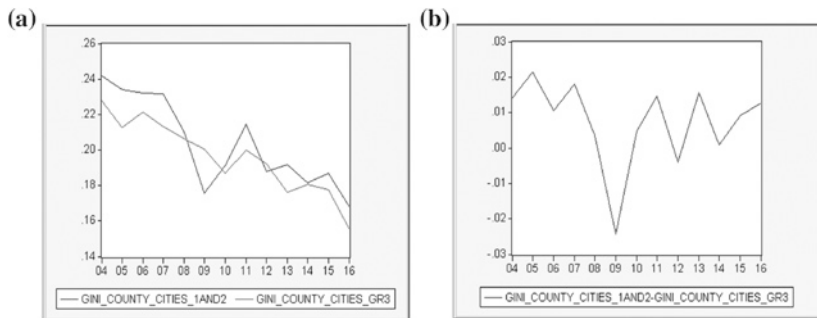 (a)
.26
.24
.22
.20
.18
.16
.14
04 05 06 07 08 09 10 11 12 13 14 15 16
GINI_COUNTY_CITIES_1AND2 GINI_COUNTY_CITIES_GR3
(b)
.03
.02
.01
.00
-.01
-.02
-.03
04 05 06 07 08 09 10 11 12 13 14 15 16
GINI_COUNTY_CITIES_1AND2-GINI_COUNTY_CITIES_GR3